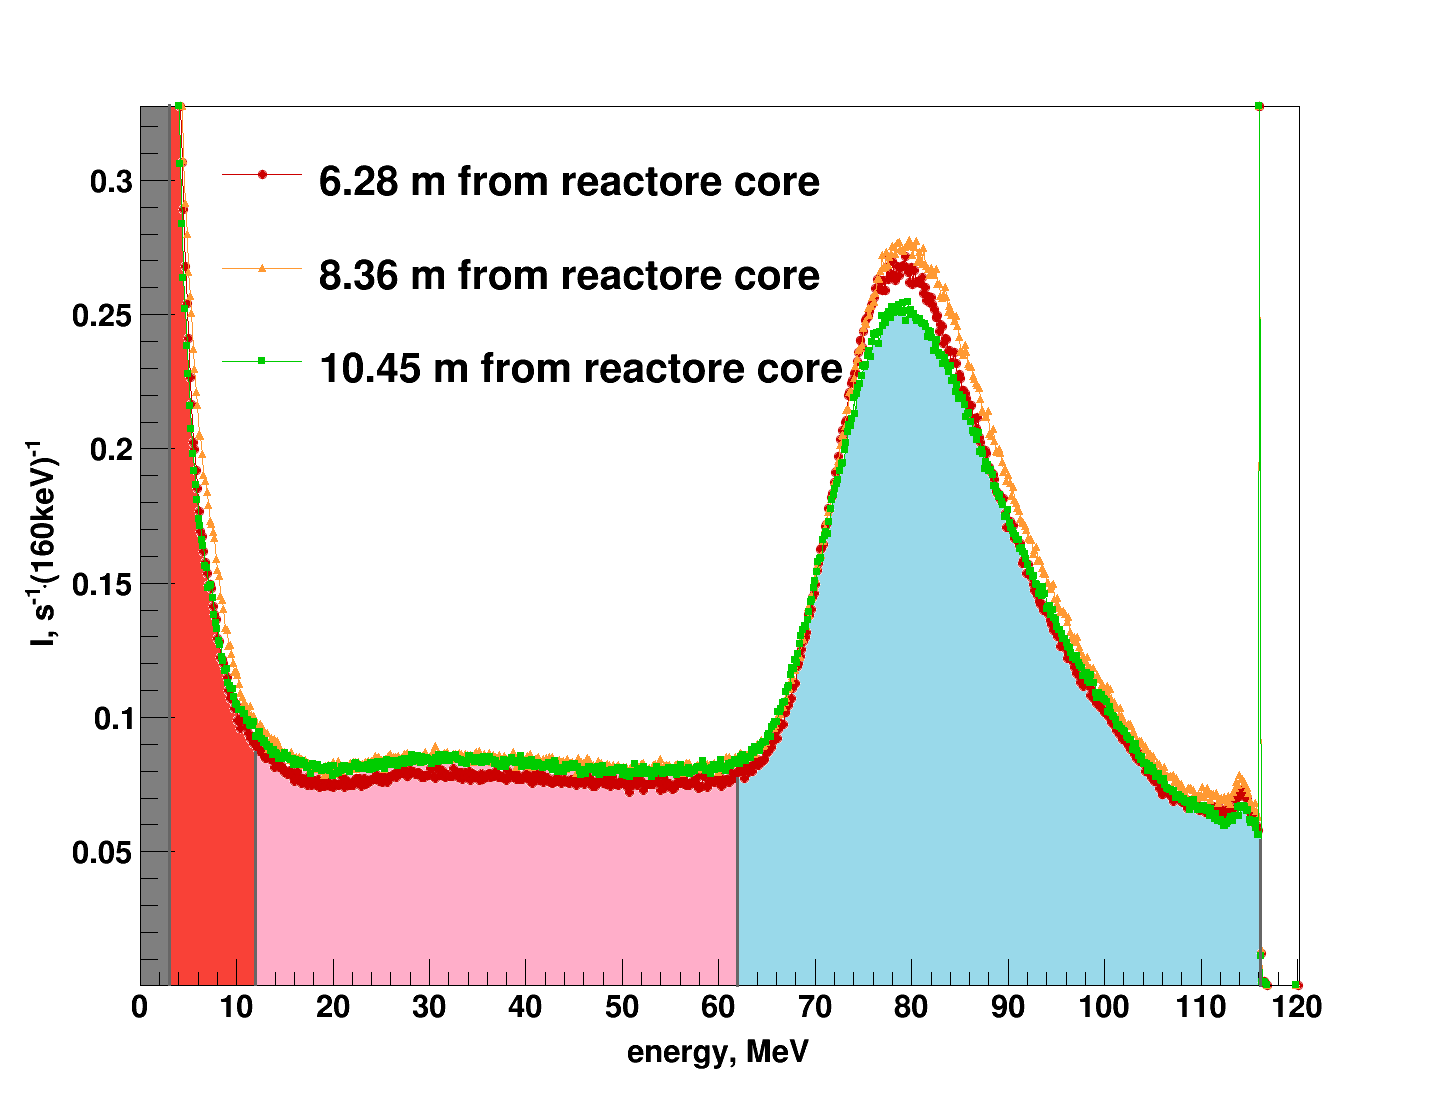 6.28 m from reactore core
8.36 m from reactore core
10.45 m from reactore core
I, s⁻¹·(160keV)⁻¹
0.3
0.25
0.2
0.15
0.1
0.05
0 10 20 30 40 50 60 70 80 90 100 110 120
energy, MeV